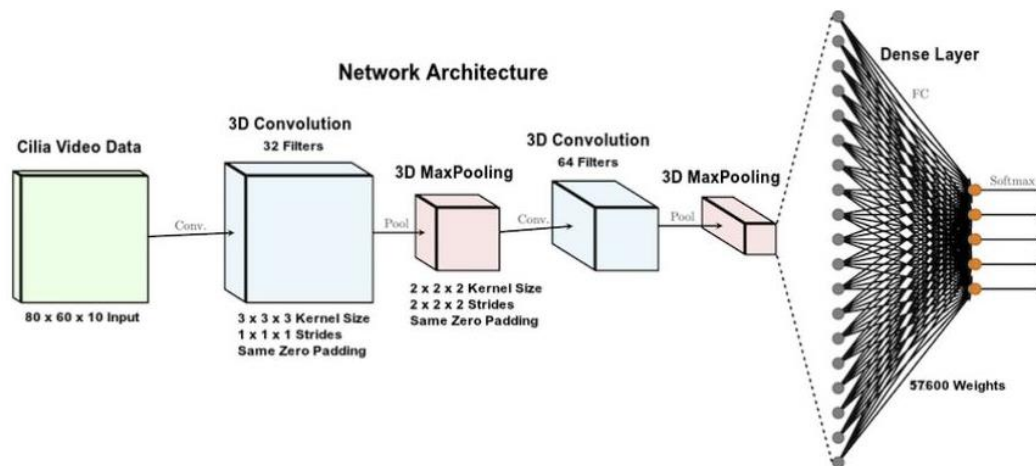 Network Architecture
Cilia Video Data
80 x 60 x 10 Input
Conv.
3D Convolution
32 Filters
3 x 3 x 3 Kernel Size
1 x 1 x 1 Strides
Same Zero Padding
Pool
3D MaxPooling
2 x 2 x 2 Kernel Size
2 x 2 x 2 Strides
Same Zero Padding
Conv.
3D Convolution
64 Filters
Pool
3D MaxPooling
Dense Layer
FC
57600 Weights
Softmax